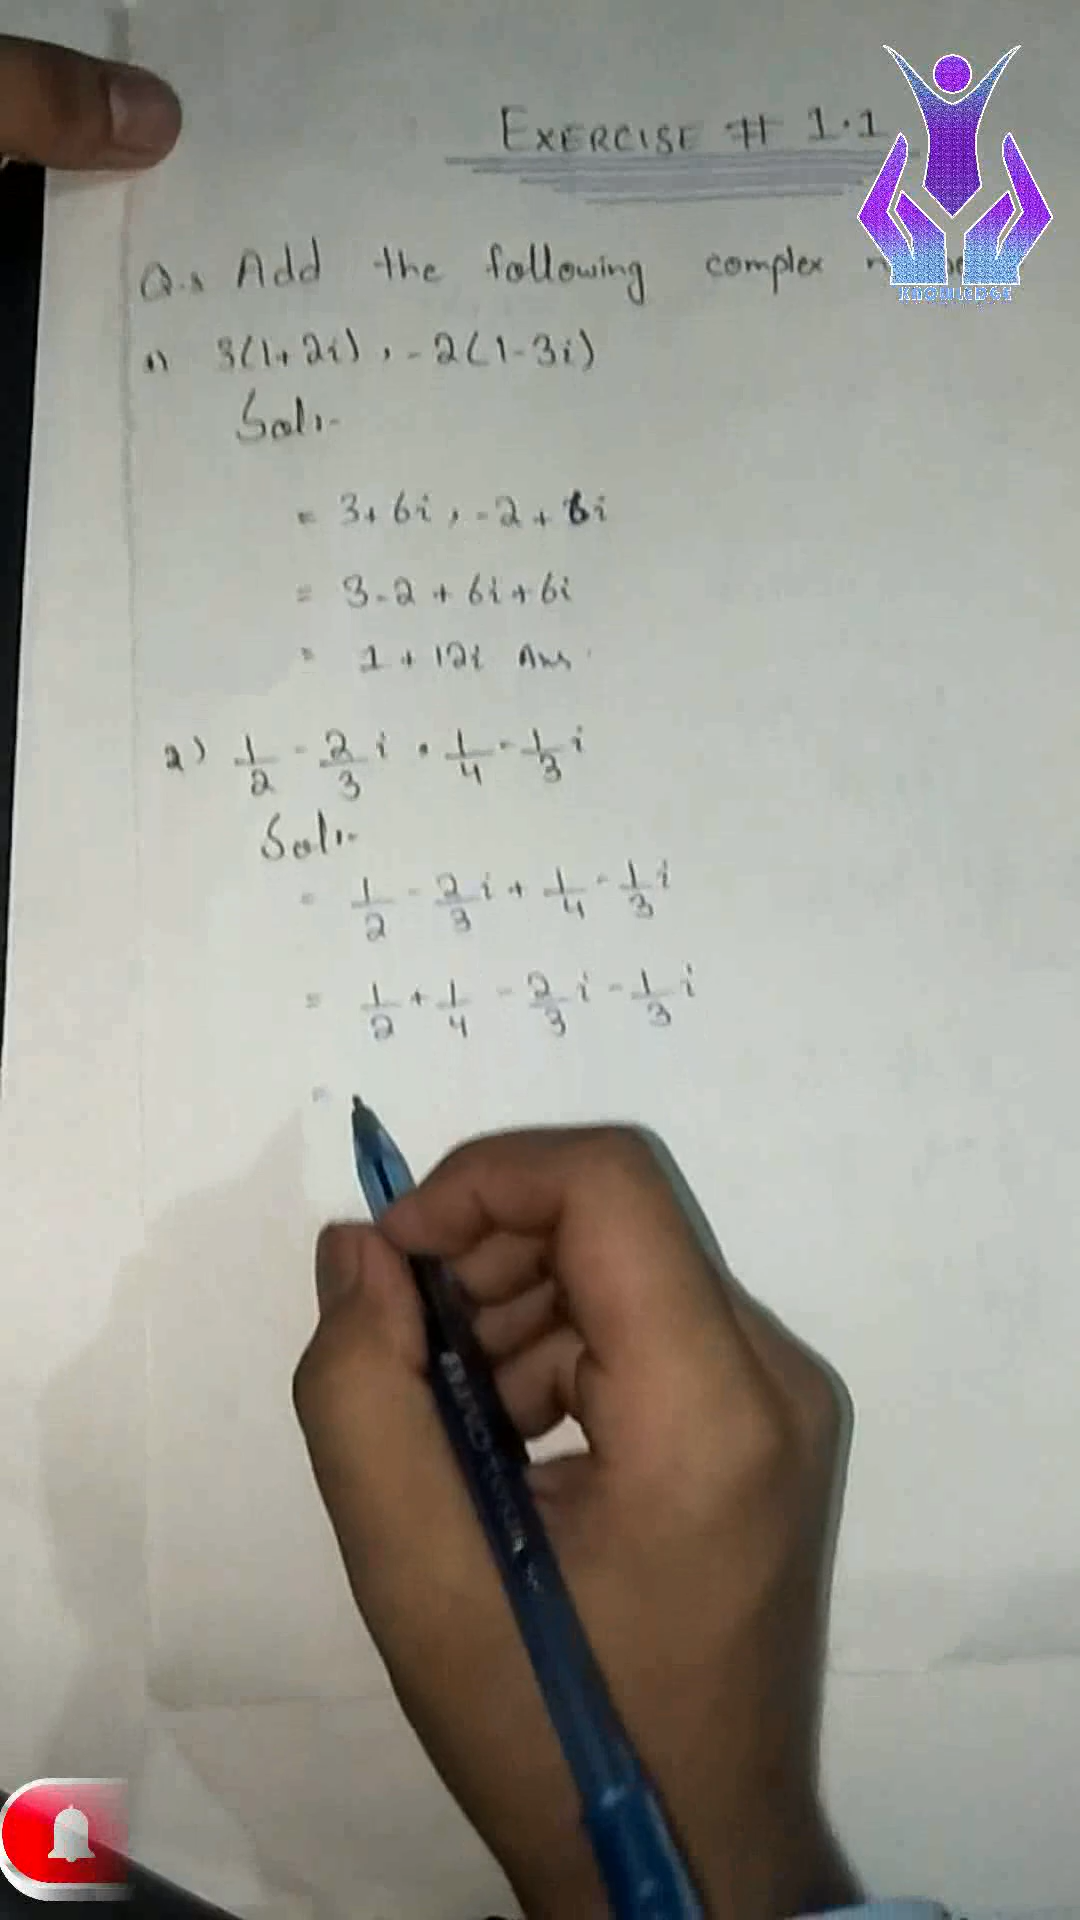 EXERCISE # 1.1
Q.s Add the following complex
1) 3(1+2i), -2(1-3i)
Sol:-
= 3+6i, -2+6i
= 3-2+6i+6i
= 1+12i Ans.
2) 1/2 - 2/3 i , 1/4 - 1/3 i
Sol:-
= 1/2 - 2/3 i + 1/4 - 1/3 i
= 1/2 + 1/4 - 2/3 i - 1/3 i
=
KNOWLEDGE